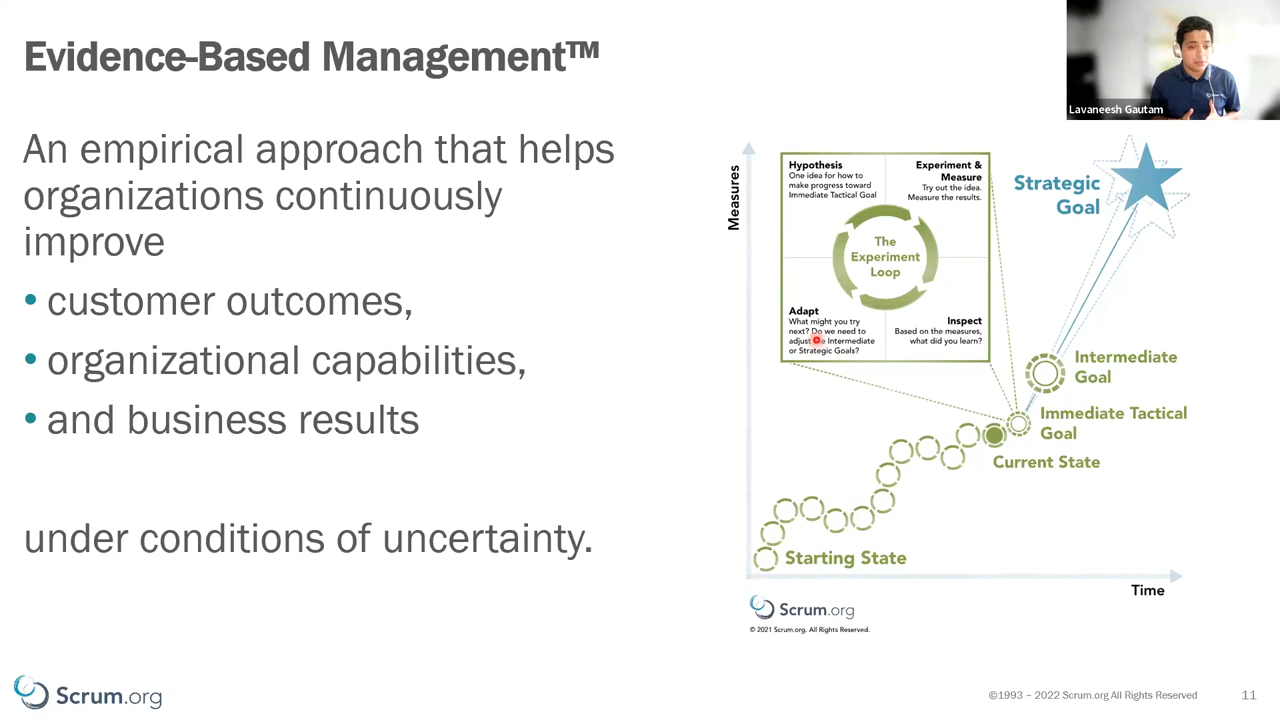 Evidence-Based Management™
An empirical approach that helps
organizations continuously
improve
• customer outcomes,
• organizational capabilities,
• and business results
under conditions of uncertainty.
Lavaneesh Gautam
Scrum.org
Measures
Hypothesis
One idea for how to
make progress toward
Immediate Tactical Goal
Experiment &
Measure
Try out the idea.
Measure the results.
The
Experiment
Loop
Adapt
What might you try
next? Do we need to
adjust Intermediate
or Strategic Goals?
Inspect
Based on the measures,
what did you learn?
Strategic
Goal
Intermediate
Goal
Immediate Tactical
Goal
Current State
Starting State
Time
Scrum.org
© 2021 Scrum.org. All Rights Reserved.
Scrum.org
©1993 – 2022 Scrum.org All Rights Reserved
11